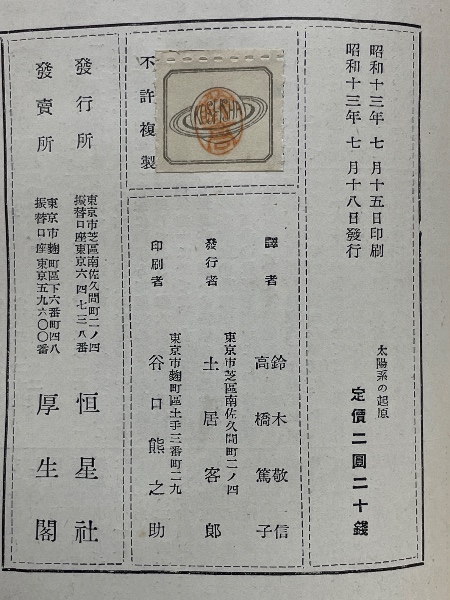 昭和十三年 七月十五日印刷
昭和十三年 七月十八日發行
太陽系の起原
定價二圓二十錢
不許複製
KOSEISHA
譯者
鈴木敬信
高橋篤子
發行者
東京市芝區南佐久間町二ノ四
土居客郎
印刷者
東京市麴町區土手三番町二九
谷口熊之助
發行所
東京市芝區南佐久間町二ノ四
振替口座東京六四七三八番
恒星社
發賣所
東京市麴町區下六番町四八
振替口座東京五九六〇〇番
厚生閣